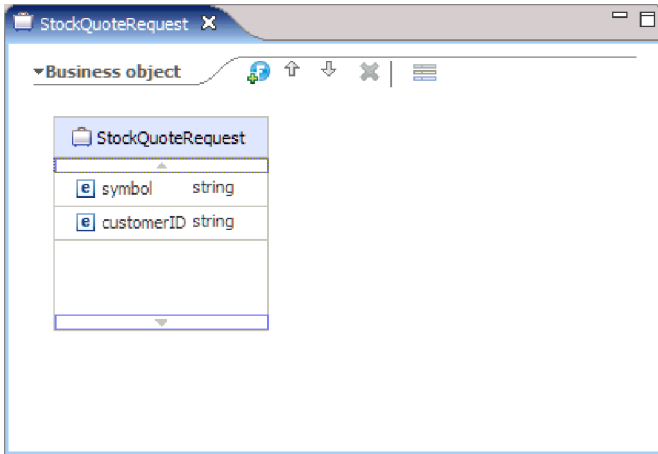 StockQuoteRequest
Business object
StockQuoteRequest
e symbol string
e customerID string